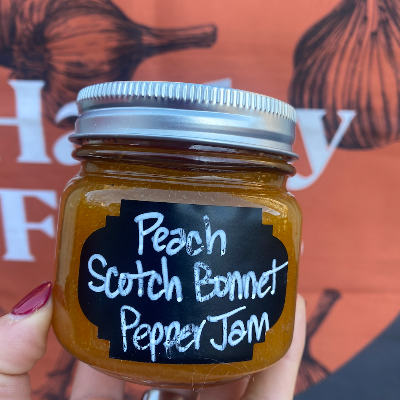 Peach
Scotch Bonnet
Pepper Jam